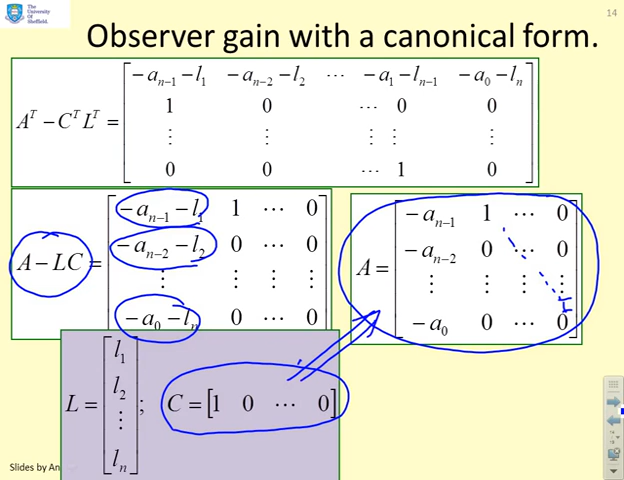 The
University
Of
Sheffield.
14
Observer gain with a canonical form.
A^T − C^T L^T = [ −a_{n−1} − l_1   −a_{n−2} − l_2   ⋯   −a_1 − l_{n−1}   −a_0 − l_n
1   0   ⋯   0   0
⋮   ⋮   ⋮   ⋮   ⋮
0   0   ⋯   1   0 ]
A − LC = [ −a_{n−1} − l_1   1   ⋯   0
−a_{n−2} − l_2   0   ⋯   0
⋮   ⋮   ⋮   ⋮
−a_0 − l_n   0   ⋯   0 ]
A = [ −a_{n−1}   1   ⋯   0
−a_{n−2}   0   ⋯   0
⋮   ⋮   ⋮   ⋮
−a_0   0   ⋯   0 ]
L = [ l_1
l_2
⋮
l_n ] ;   C = [1   0   ⋯   0]
Slides by